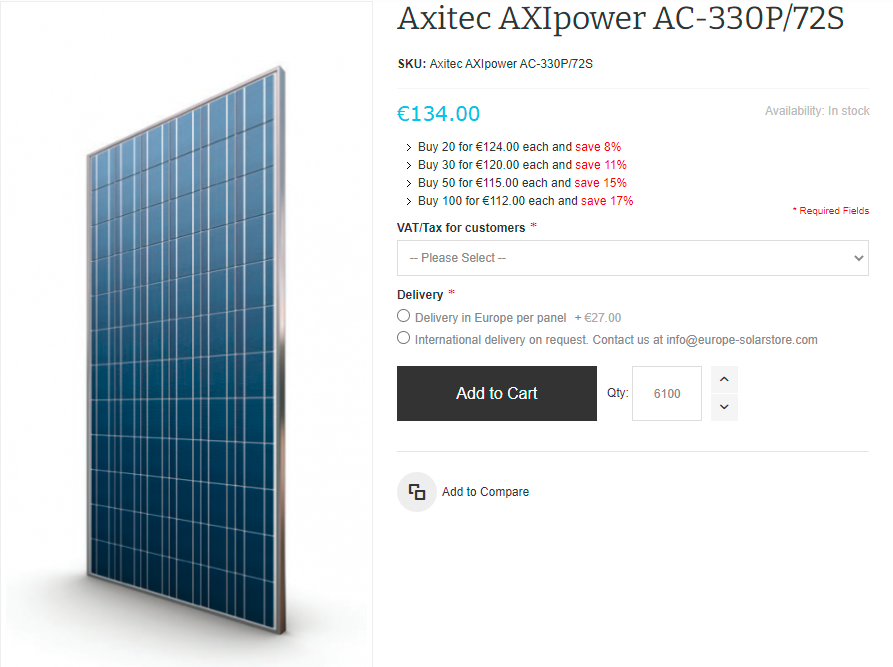 Axitec AXIpower AC-330P/72S
SKU: Axitec AXIpower AC-330P/72S
€134.00
Availability: In stock
Buy 20 for €124.00 each and save 8%
Buy 30 for €120.00 each and save 11%
Buy 50 for €115.00 each and save 15%
Buy 100 for €112.00 each and save 17%
* Required Fields
VAT/Tax for customers *
-- Please Select --
Delivery *
Delivery in Europe per panel + €27.00
International delivery on request. Contact us at info@europe-solarstore.com
Add to Cart
Qty:
6100
Add to Compare